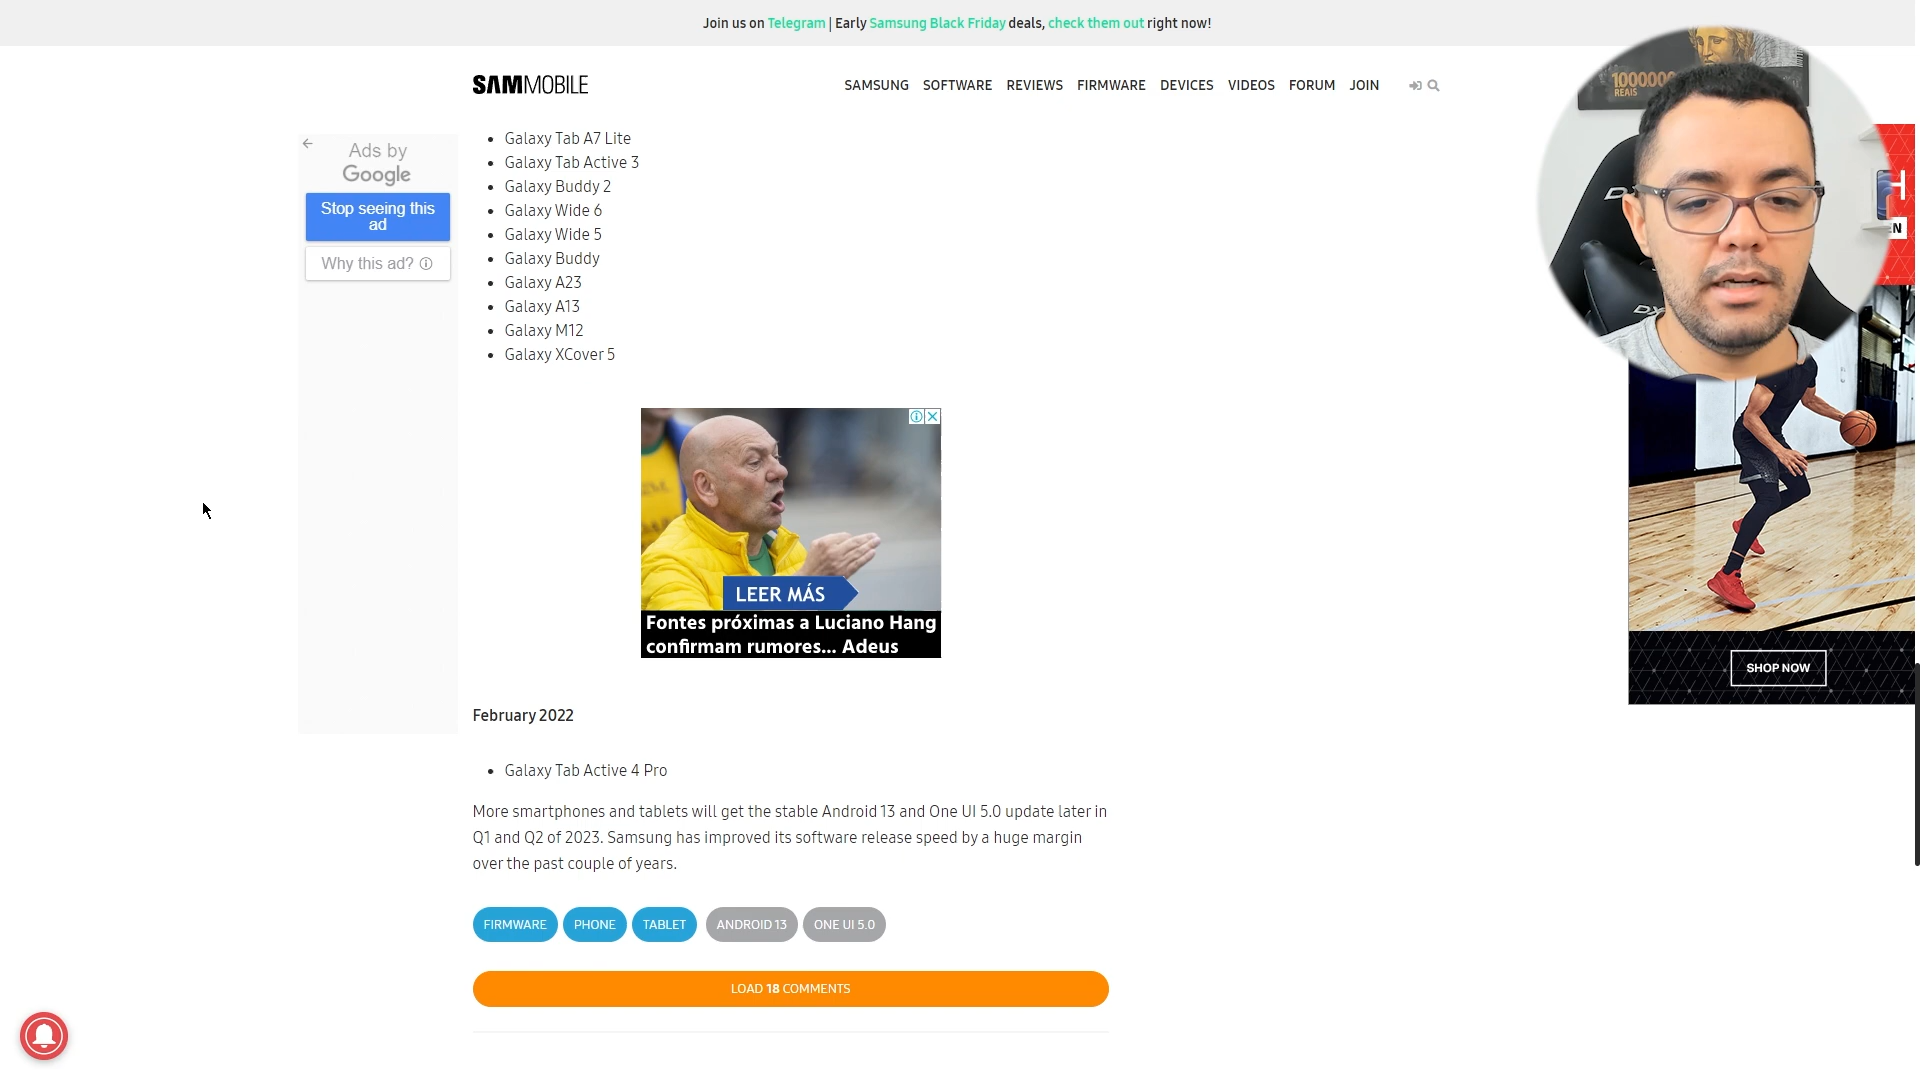 Join us on Telegram | Early Samsung Black Friday deals, check them out right now!
SAMMOBILE
SAMSUNG SOFTWARE REVIEWS FIRMWARE DEVICES VIDEOS FORUM JOIN
1000000
REAIS
Ads by
Google
Stop seeing this
ad
Why this ad?
Galaxy Tab A7 Lite
Galaxy Tab Active 3
Galaxy Buddy 2
Galaxy Wide 6
Galaxy Wide 5
Galaxy Buddy
Galaxy A23
Galaxy A13
Galaxy M12
Galaxy XCover 5
LEER MÁS
Fontes próximas a Luciano Hang
confirmam rumores... Adeus
SHOP NOW
February 2022
Galaxy Tab Active 4 Pro
More smartphones and tablets will get the stable Android 13 and One UI 5.0 update later in
Q1 and Q2 of 2023. Samsung has improved its software release speed by a huge margin
over the past couple of years.
FIRMWARE PHONE TABLET ANDROID 13 ONE UI 5.0
LOAD 18 COMMENTS